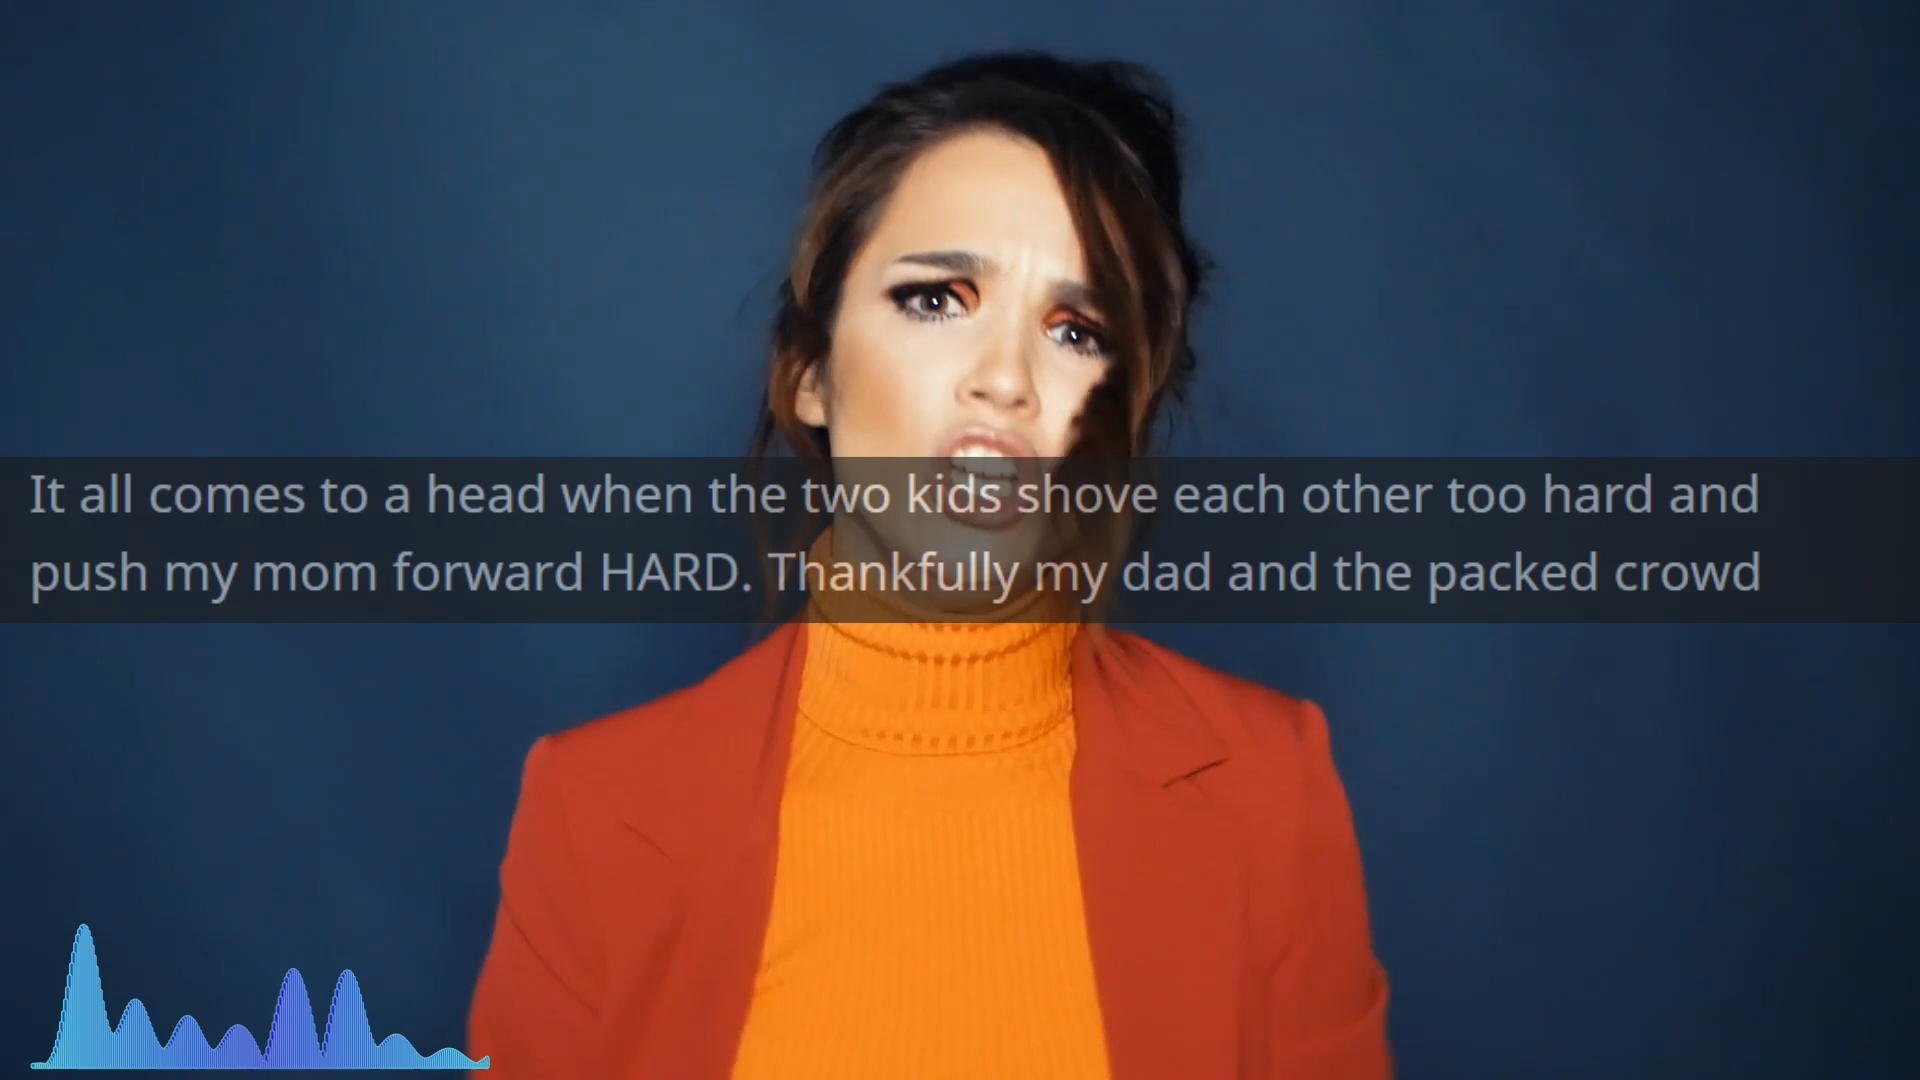 It all comes to a head when the two kids shove each other too hard and
push my mom forward HARD. Thankfully my dad and the packed crowd